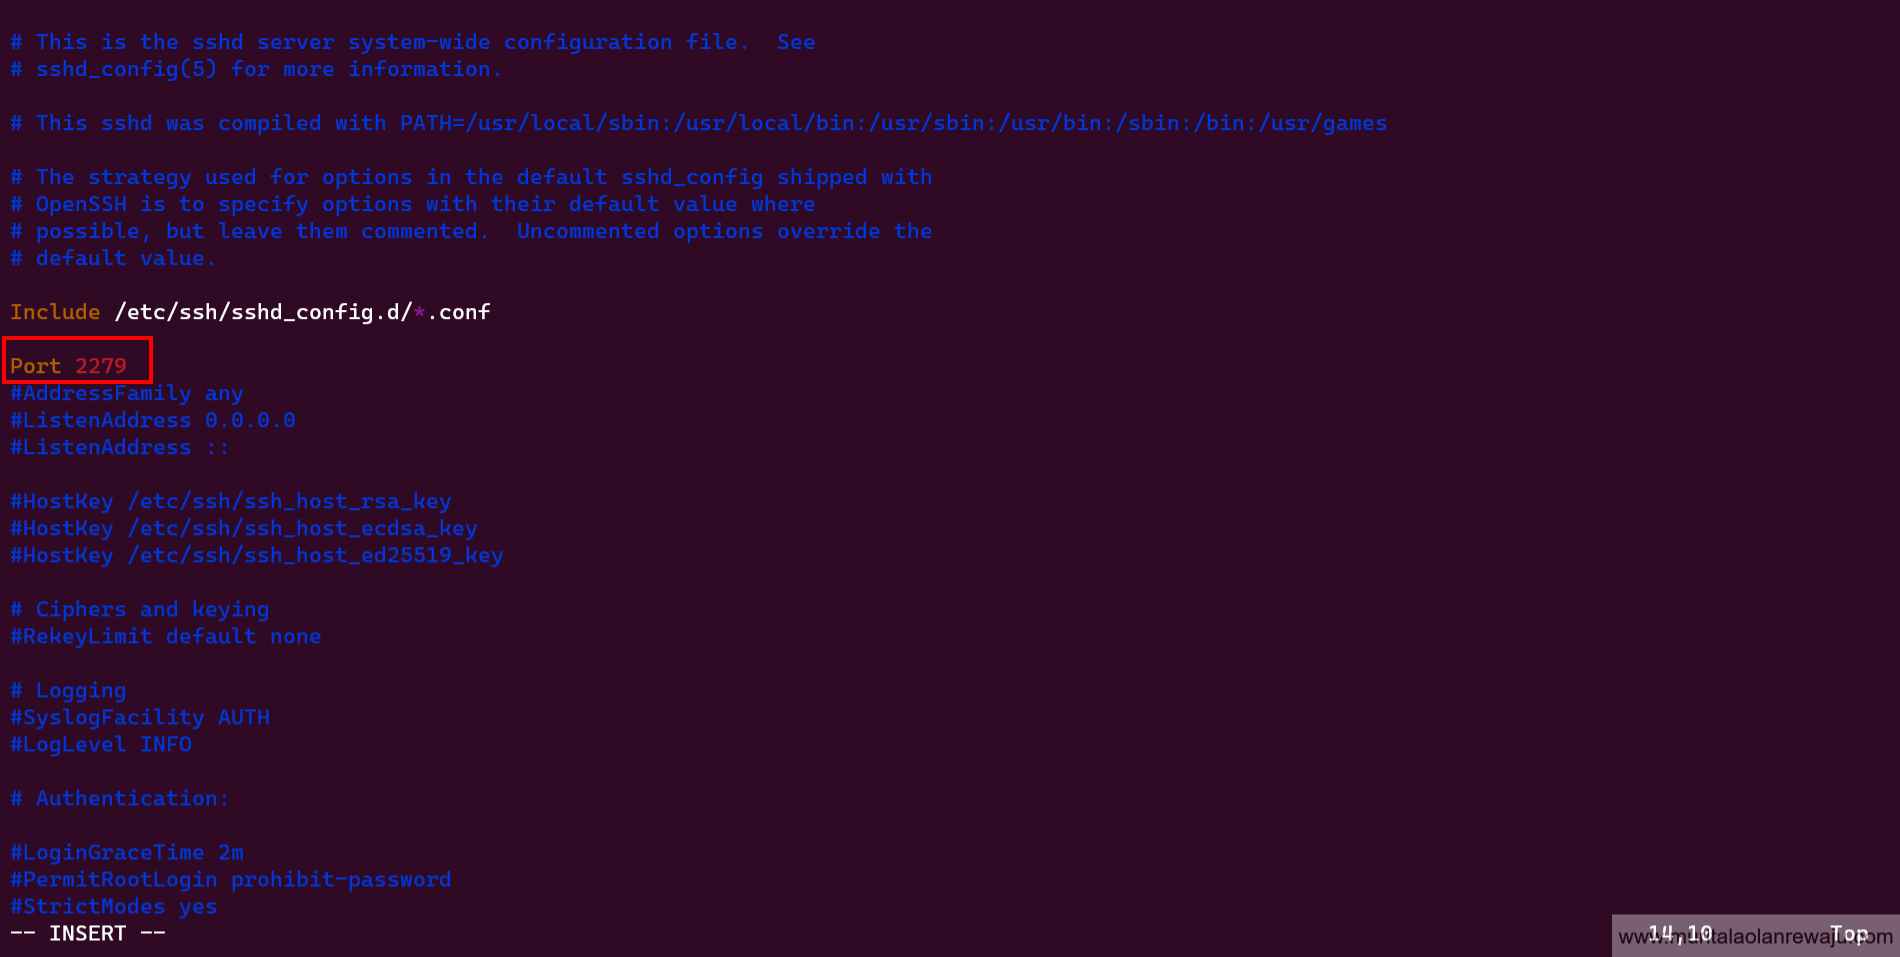 # This is the sshd server system-wide configuration file.  See
# sshd_config(5) for more information.
# This sshd was compiled with PATH=/usr/local/sbin:/usr/local/bin:/usr/sbin:/usr/bin:/sbin:/bin:/usr/games
# The strategy used for options in the default sshd_config shipped with
# OpenSSH is to specify options with their default value where
# possible, but leave them commented.  Uncommented options override the
# default value.
Include /etc/ssh/sshd_config.d/*.conf
Port 2279
#AddressFamily any
#ListenAddress 0.0.0.0
#ListenAddress ::
#HostKey /etc/ssh/ssh_host_rsa_key
#HostKey /etc/ssh/ssh_host_ecdsa_key
#HostKey /etc/ssh/ssh_host_ed25519_key
# Ciphers and keying
#RekeyLimit default none
# Logging
#SyslogFacility AUTH
#LogLevel INFO
# Authentication:
#LoginGraceTime 2m
#PermitRootLogin prohibit-password
#StrictModes yes
-- INSERT -- 14,10 Top